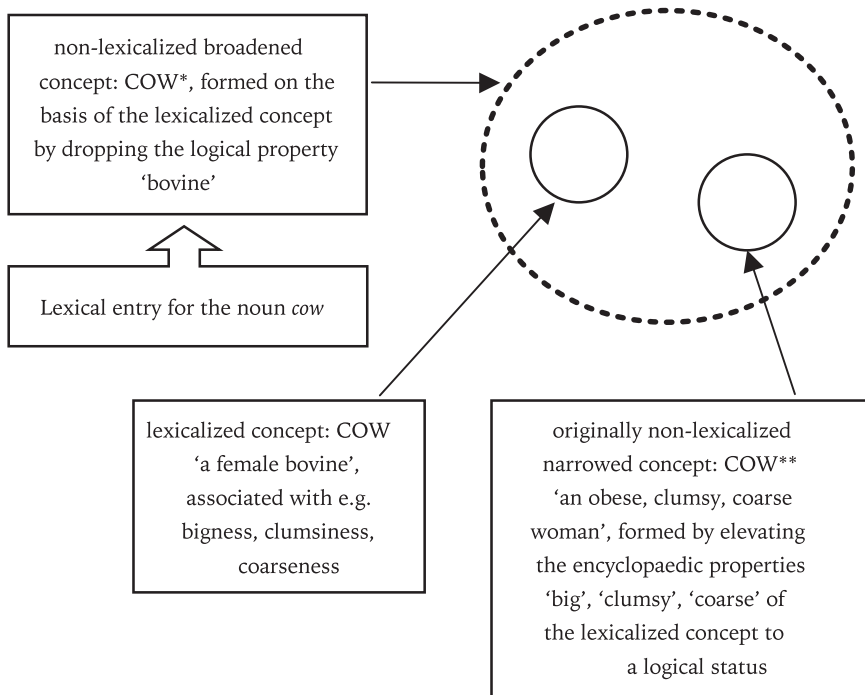 non-lexicalized broadened
concept: COW*, formed on the
basis of the lexicalized concept
by dropping the logical property
‘bovine’
Lexical entry for the noun cow
lexicalized concept: COW
‘a female bovine’,
associated with e.g.
bigness, clumsiness,
coarseness
originally non-lexicalized
narrowed concept: COW**
‘an obese, clumsy, coarse
woman’, formed by elevating
the encyclopaedic properties
‘big’, ‘clumsy’, ‘coarse’ of
the lexicalized concept to
a logical status